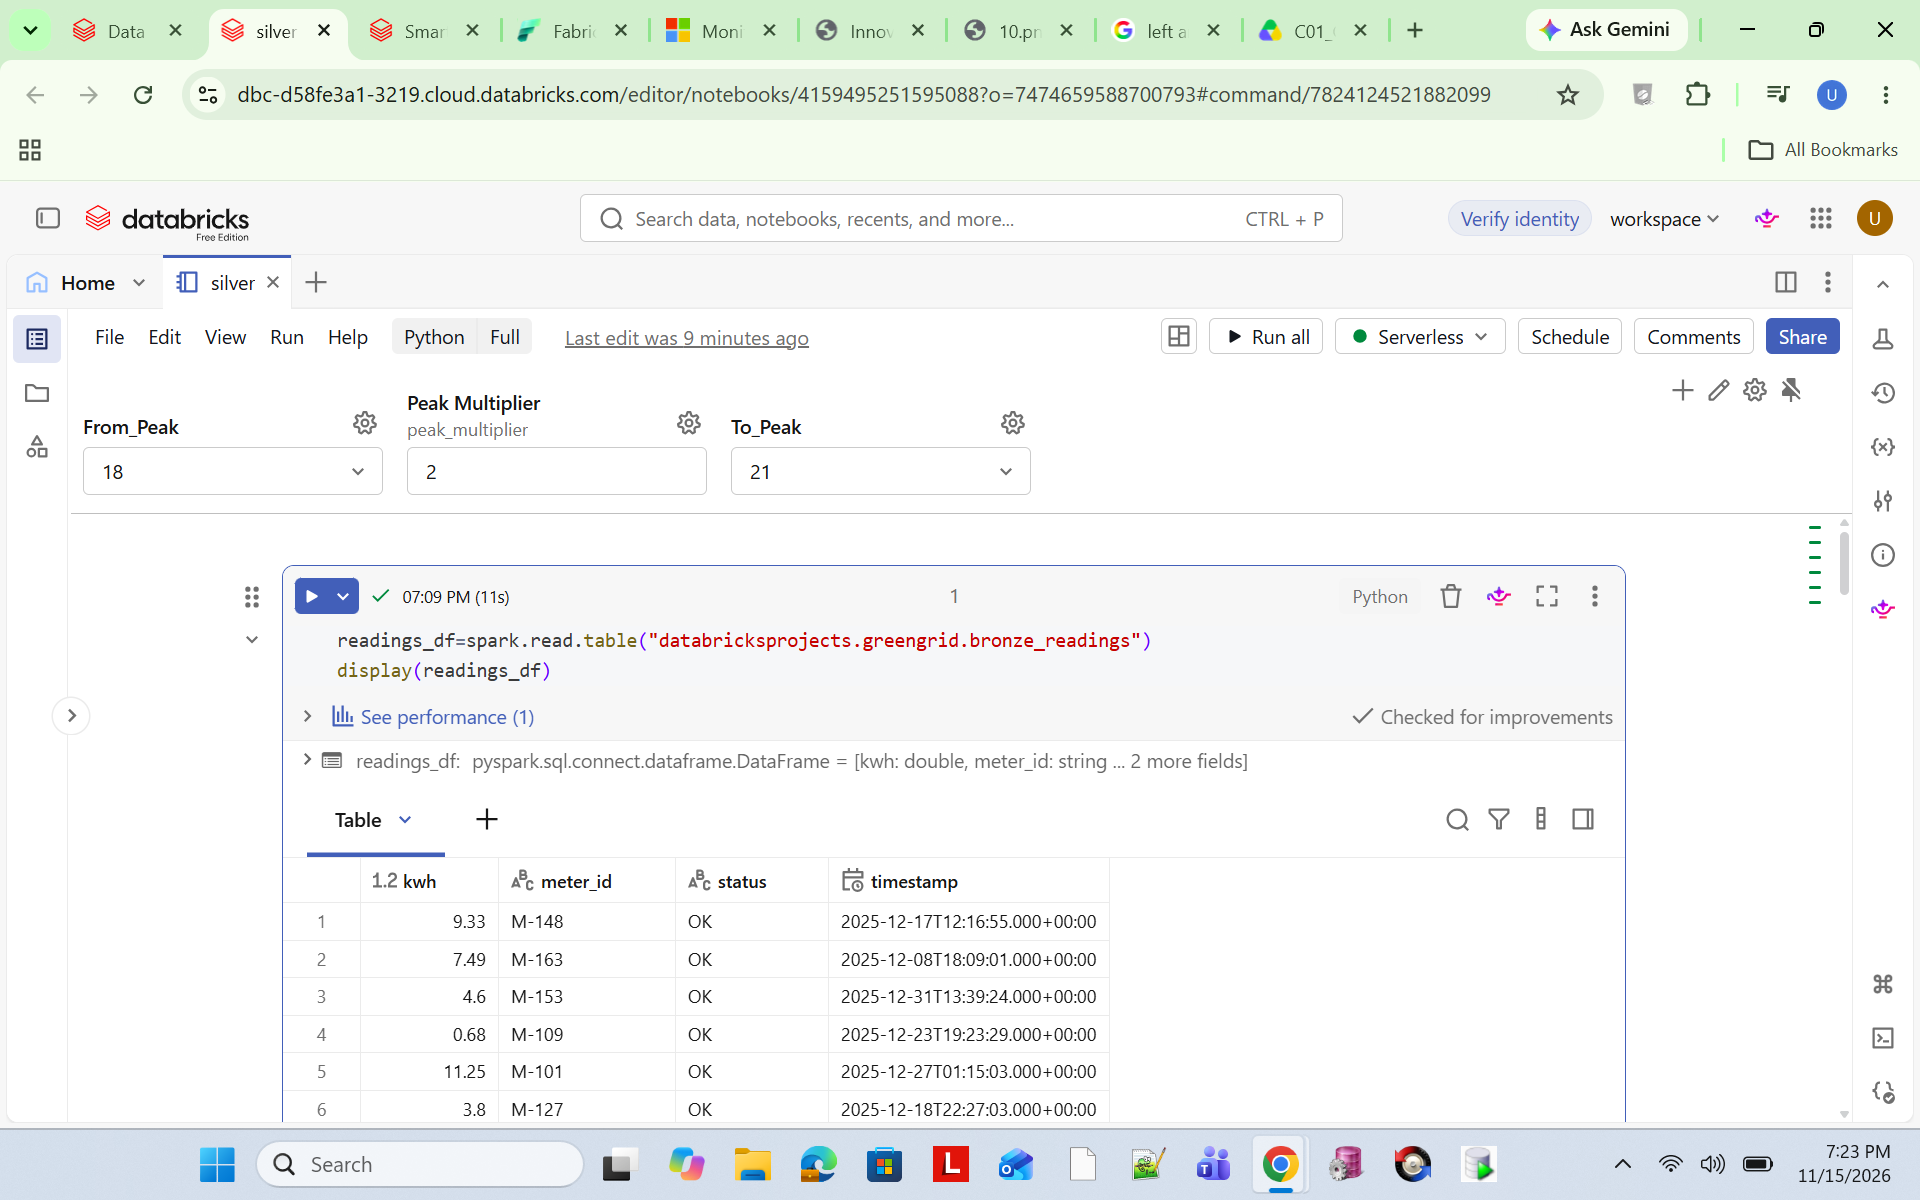 Data
silver
Smar
Fabric
Moni
Innov
10.pn
left a
C01_
Ask Gemini
dbc-d58fe3a1-3219.cloud.databricks.com/editor/notebooks/4159495251595088?o=7474659588700793#command/7824124521882099
U
All Bookmarks
databricks
Free Edition
Search data, notebooks, recents, and more...
CTRL + P
Verify identity
workspace
U
Home
silver
File
Edit
View
Run
Help
Python
Full
Last edit was 9 minutes ago
Run all
Serverless
Schedule
Comments
Share
From_Peak
18
Peak Multiplier
peak_multiplier
2
To_Peak
21
07:09 PM (11s)
1
Python
readings_df=spark.read.table("databricksprojects.greengrid.bronze_readings")
display(readings_df)
See performance (1)
Checked for improvements
readings_df: pyspark.sql.connect.dataframe.DataFrame = [kwh: double, meter_id: string ... 2 more fields]
Table
1.2 kwh ABC meter_id ABC status timestamp
1 9.33 M-148 OK 2025-12-17T12:16:55.000+00:00
2 7.49 M-163 OK 2025-12-08T18:09:01.000+00:00
3 4.6 M-153 OK 2025-12-31T13:39:24.000+00:00
4 0.68 M-109 OK 2025-12-23T19:23:29.000+00:00
5 11.25 M-101 OK 2025-12-27T01:15:03.000+00:00
6 3.8 M-127 OK 2025-12-18T22:27:03.000+00:00
Search
L
7:23 PM
11/15/2026